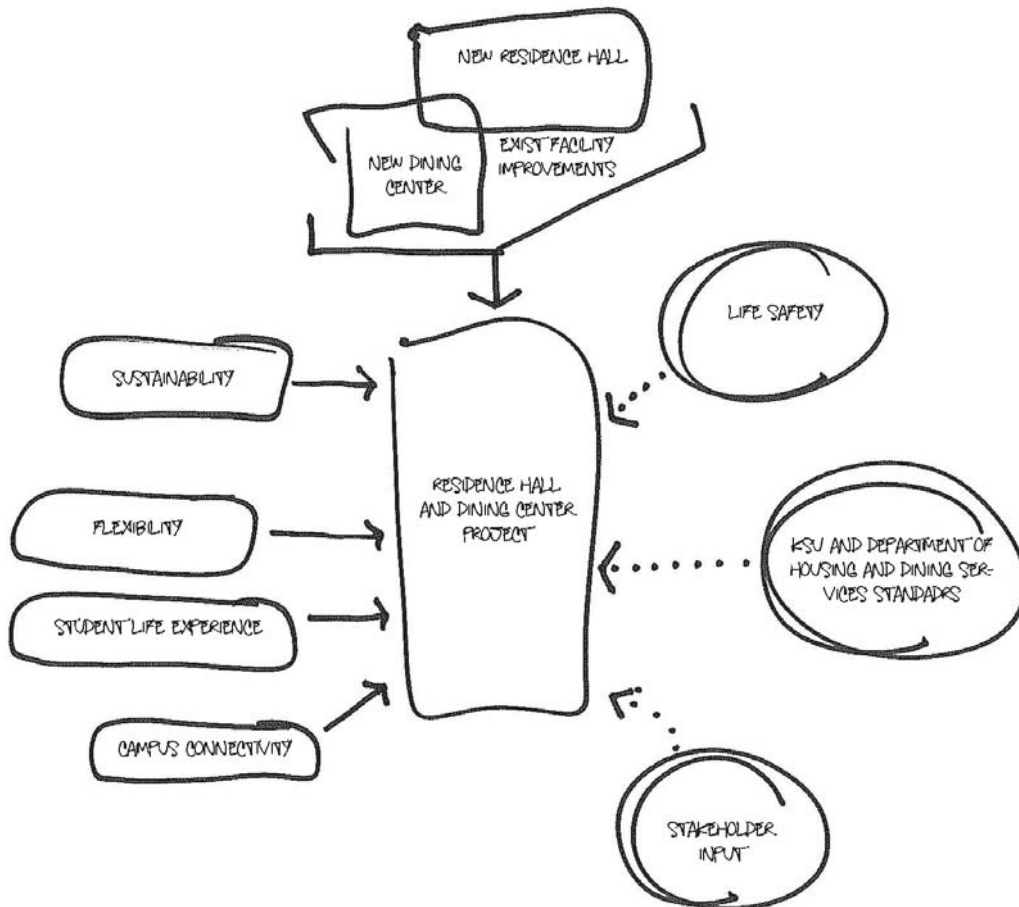 NEW RESIDENCE HALL
EXIST FACILITY
IMPROVEMENTS
NEW DINING
CENTER
LIFE SAFETY
SUSTAINABILITY
RESIDENCE HALL
AND DINING CENTER
PROJECT
FLEXIBILITY
KSU AND DEPARTMENT OF
HOUSING AND DINING SER-
VICES STANDADRS
STUDENT LIFE EXPERIENCE
CAMPUS CONNECTIVITY
STAKEHOLDER
INPUT